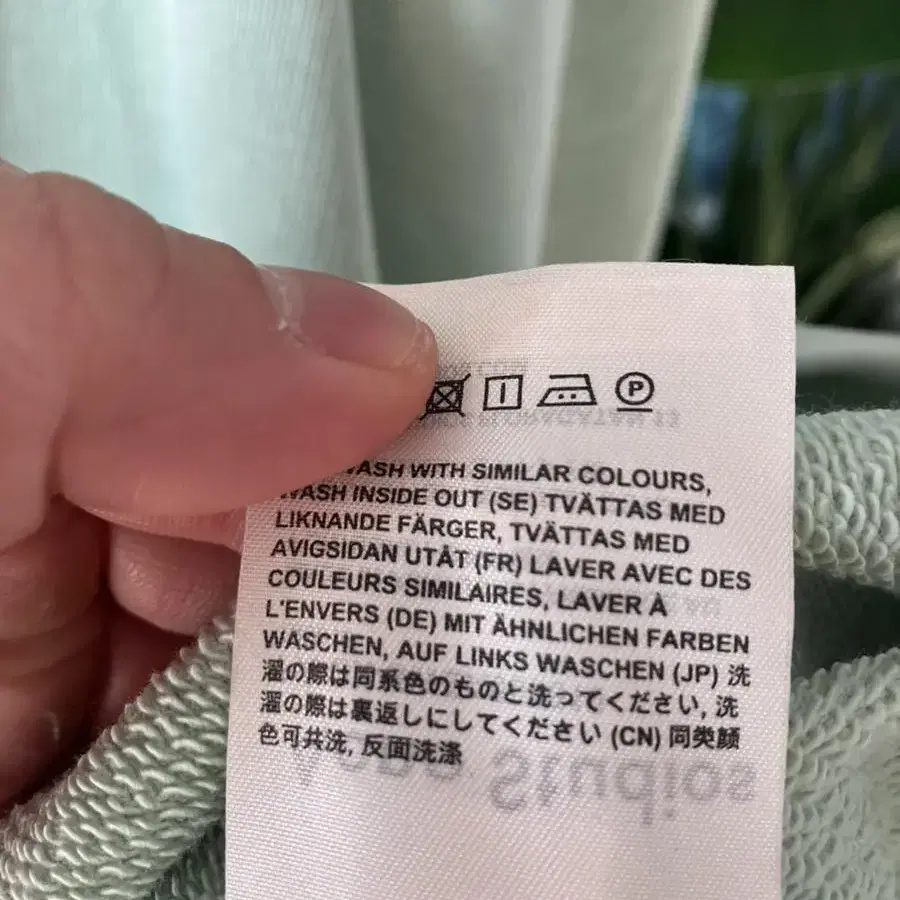 P
WASH WITH SIMILAR COLOURS,
WASH INSIDE OUT (SE) TVÄTTAS MED
LIKNANDE FÄRGER, TVÄTTAS MED
AVIGSIDAN UTÅT (FR) LAVER AVEC DES
COULEURS SIMILAIRES, LAVER À
L'ENVERS (DE) MIT ÄHNLICHEN FARBEN
WASCHEN, AUF LINKS WASCHEN (JP) 洗
濯の際は同系色のものと洗ってください, 洗
濯の際は裏返しにしてください (CN) 同类颜
色可共洗, 反面洗涤
Acne Studios